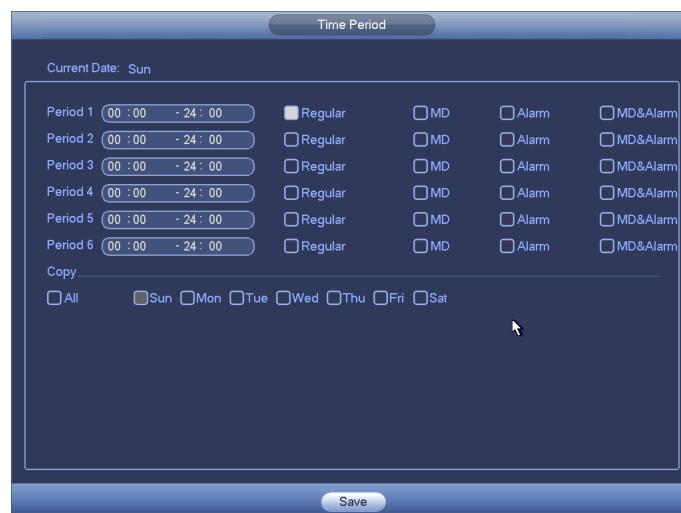 Time Period
Current Date: Sun
Period 1 00 : 00 - 24 : 00 Regular MD Alarm MD&Alarm
Period 2 00 : 00 - 24 : 00 Regular MD Alarm MD&Alarm
Period 3 00 : 00 - 24 : 00 Regular MD Alarm MD&Alarm
Period 4 00 : 00 - 24 : 00 Regular MD Alarm MD&Alarm
Period 5 00 : 00 - 24 : 00 Regular MD Alarm MD&Alarm
Period 6 00 : 00 - 24 : 00 Regular MD Alarm MD&Alarm
Copy
All Sun Mon Tue Wed Thu Fri Sat
Save